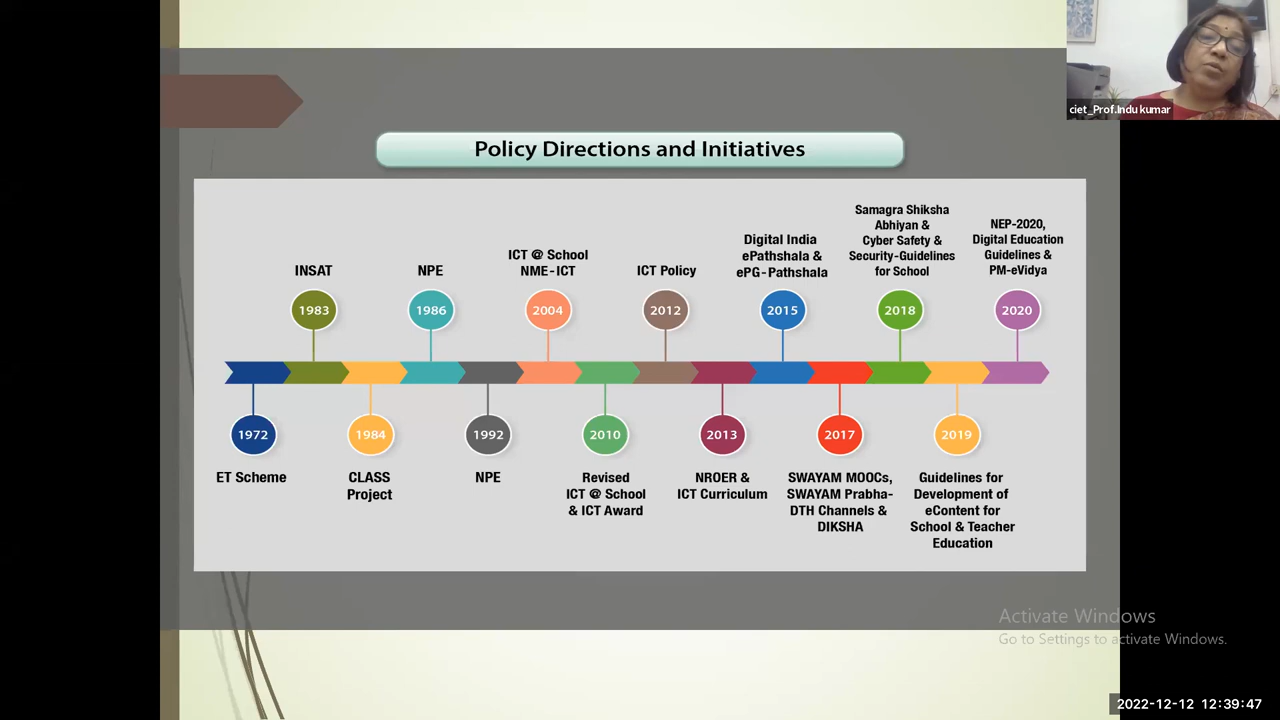 ciet_Prof.Indu kumar
Policy Directions and Initiatives
INSAT
1983
NPE
1986
ICT @ School
NME-ICT
2004
ICT Policy
2012
Digital India
ePathshala &
ePG-Pathshala
2015
Samagra Shiksha
Abhiyan &
Cyber Safety &
Security-Guidelines
for School
2018
NEP-2020,
Digital Education
Guidelines &
PM-eVidya
2020
1972
ET Scheme
1984
CLASS
Project
1992
NPE
2010
Revised
ICT @ School
& ICT Award
2013
NROER &
ICT Curriculum
2017
SWAYAM MOOCs,
SWAYAM Prabha-
DTH Channels &
DIKSHA
2019
Guidelines for
Development of
eContent for
School & Teacher
Education
Activate Windows
Go to Settings to activate Windows.
2022-12-12 12:39:47